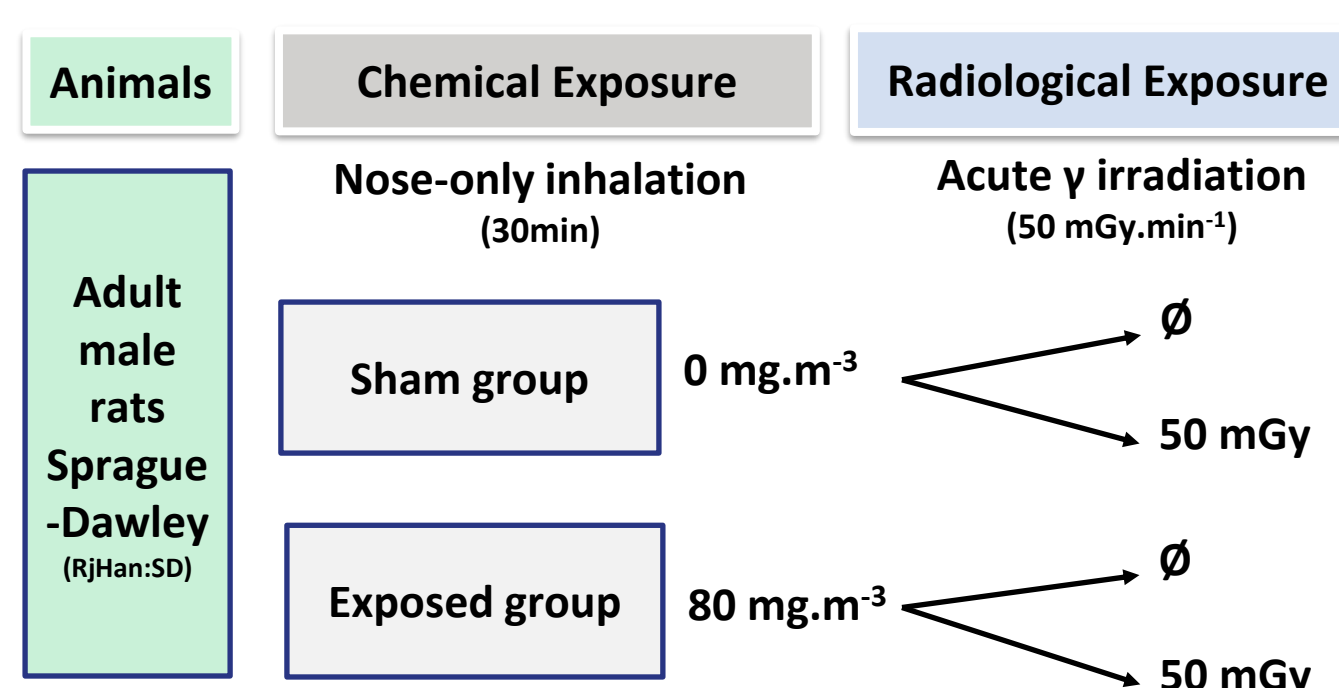 Animals
Chemical Exposure
Radiological Exposure
Adult
male
rats
Sprague
-Dawley
(RjHan:SD)
Nose-only inhalation
(30min)
Acute γ irradiation
(50 mGy.min⁻¹)
Sham group
0 mg.m⁻³
Ø
50 mGy
Exposed group
80 mg.m⁻³
Ø
50 mGy